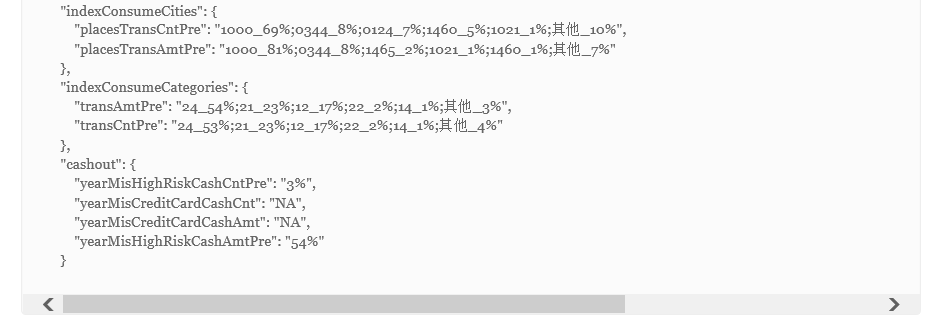 "indexConsumeCities": {
"placesTransCntPre": "1000_69%;0344_8%;0124_7%;1460_5%;1021_1%;其他_10%",
"placesTransAmtPre": "1000_81%;0344_8%;1465_2%;1021_1%;1460_1%;其他_7%"
},
"indexConsumeCategories": {
"transAmtPre": "24_54%;21_23%;12_17%;22_2%;14_1%;其他_3%",
"transCntPre": "24_53%;21_23%;12_17%;22_2%;14_1%;其他_4%"
},
"cashout": {
"yearMisHighRiskCashCntPre": "3%",
"yearMisCreditCardCashCnt": "NA",
"yearMisCreditCardCashAmt": "NA",
"yearMisHighRiskCashAmtPre": "54%"
}